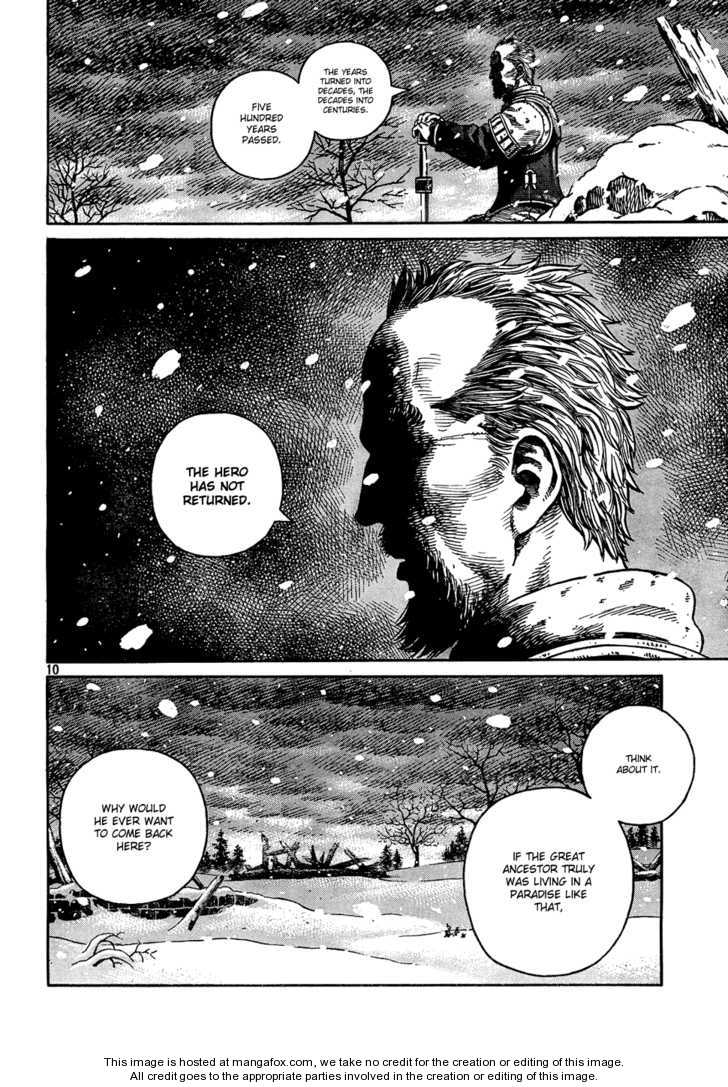 THE YEARS
TURNED INTO
DECADES, THE
DECADES INTO
CENTURIES.
FIVE
HUNDRED
YEARS
PASSED.
THE HERO
HAS NOT
RETURNED.
10
THINK
ABOUT IT.
IF THE GREAT
ANCESTOR TRULY
WAS LIVING IN A
PARADISE LIKE
THAT,
WHY WOULD
HE EVER WANT
TO COME BACK
HERE?
This image is hosted at mangafox.com, we take no credit for the creation or editing of this image.
All credit goes to the appropriate parties involved in the creation or editing of this image.